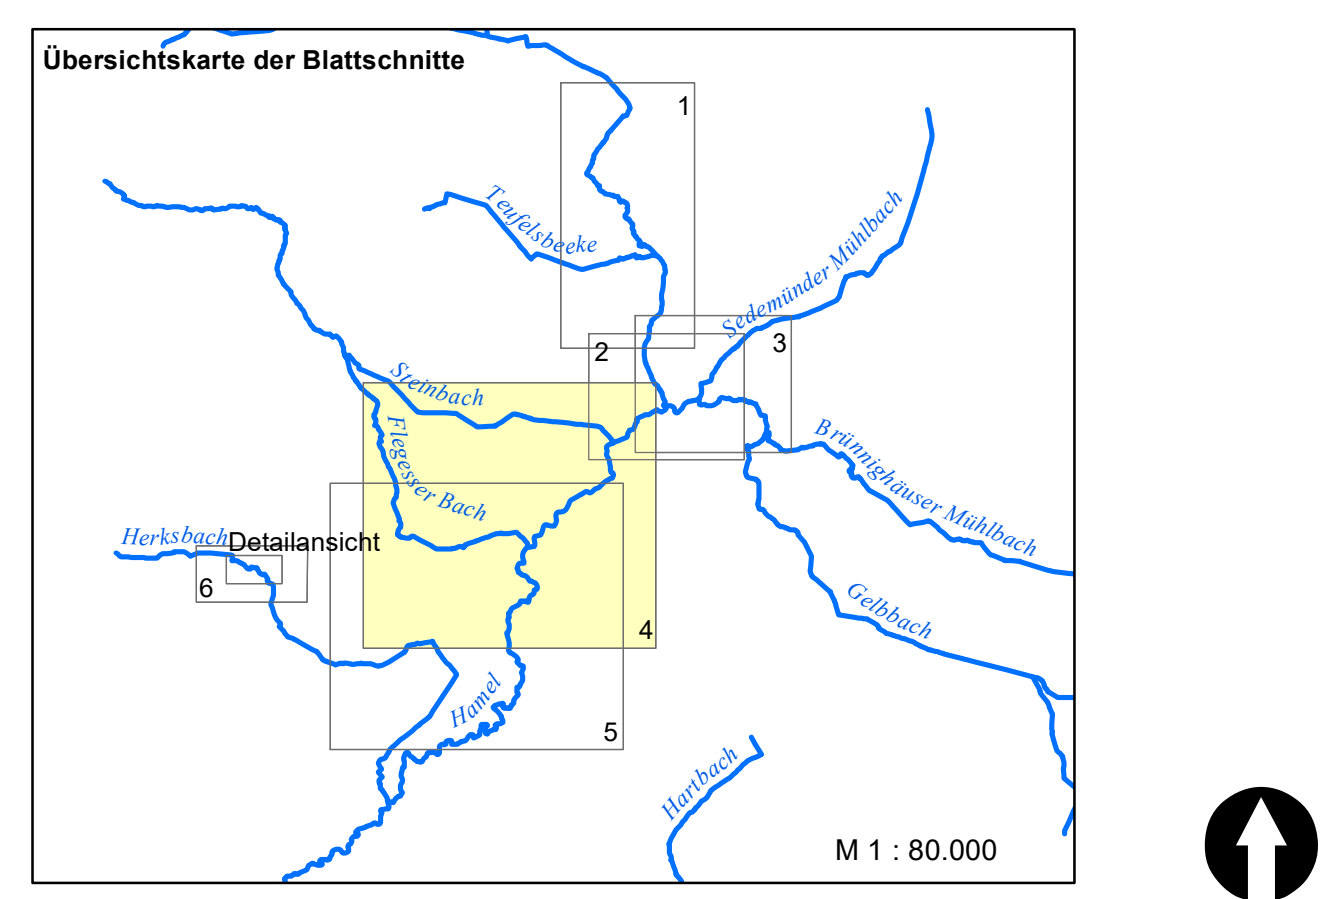 Übersichtskarte der Blattschnitte
1
Teufelsbeeke
Sedemünder Mühlbach
2
3
Steinbach
Flegesser Bach
Brünnighäuser Mühlbach
Herksbach
Detailansicht
6
Gelbbach
4
Hamel
5
Hartbach
M 1 : 80.000